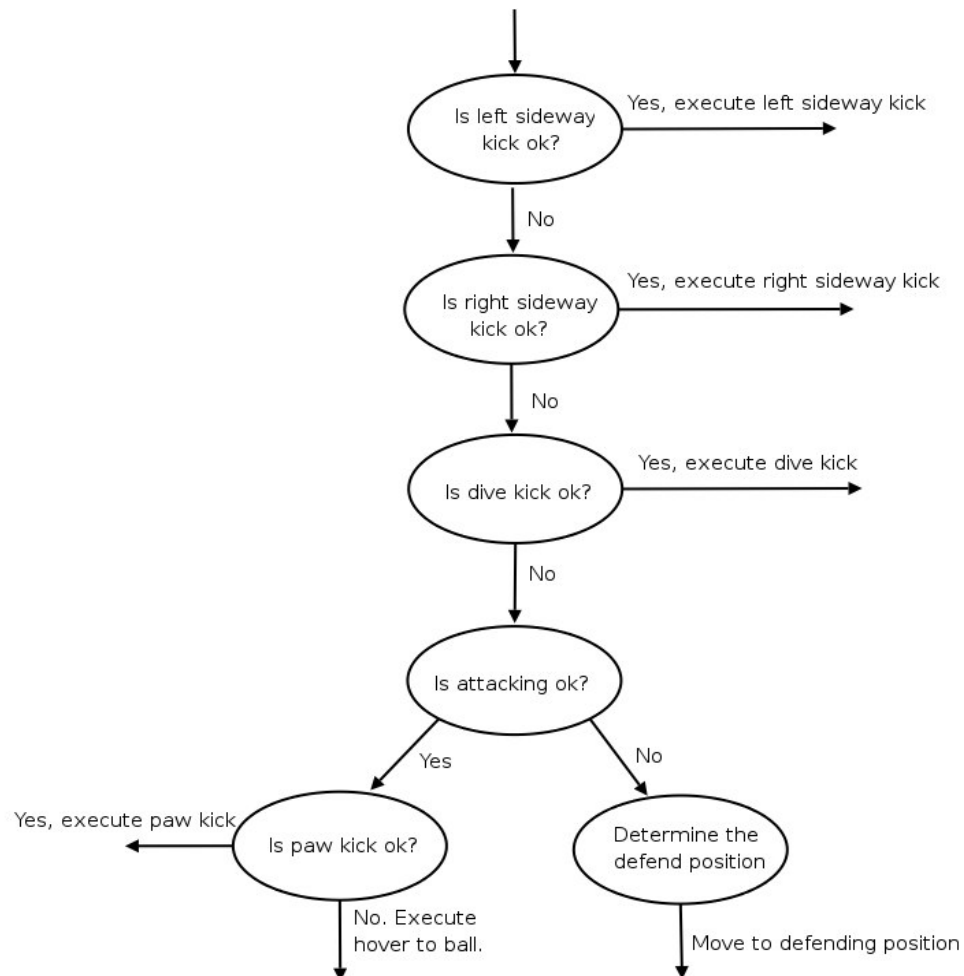 Is left sideway
kick ok?
Yes, execute left sideway kick
No
Is right sideway
kick ok?
Yes, execute right sideway kick
No
Is dive kick ok?
Yes, execute dive kick
No
Is attacking ok?
Yes
No
Yes, execute paw kick
Is paw kick ok?
Determine the
defend position
No. Execute
hover to ball.
Move to defending position